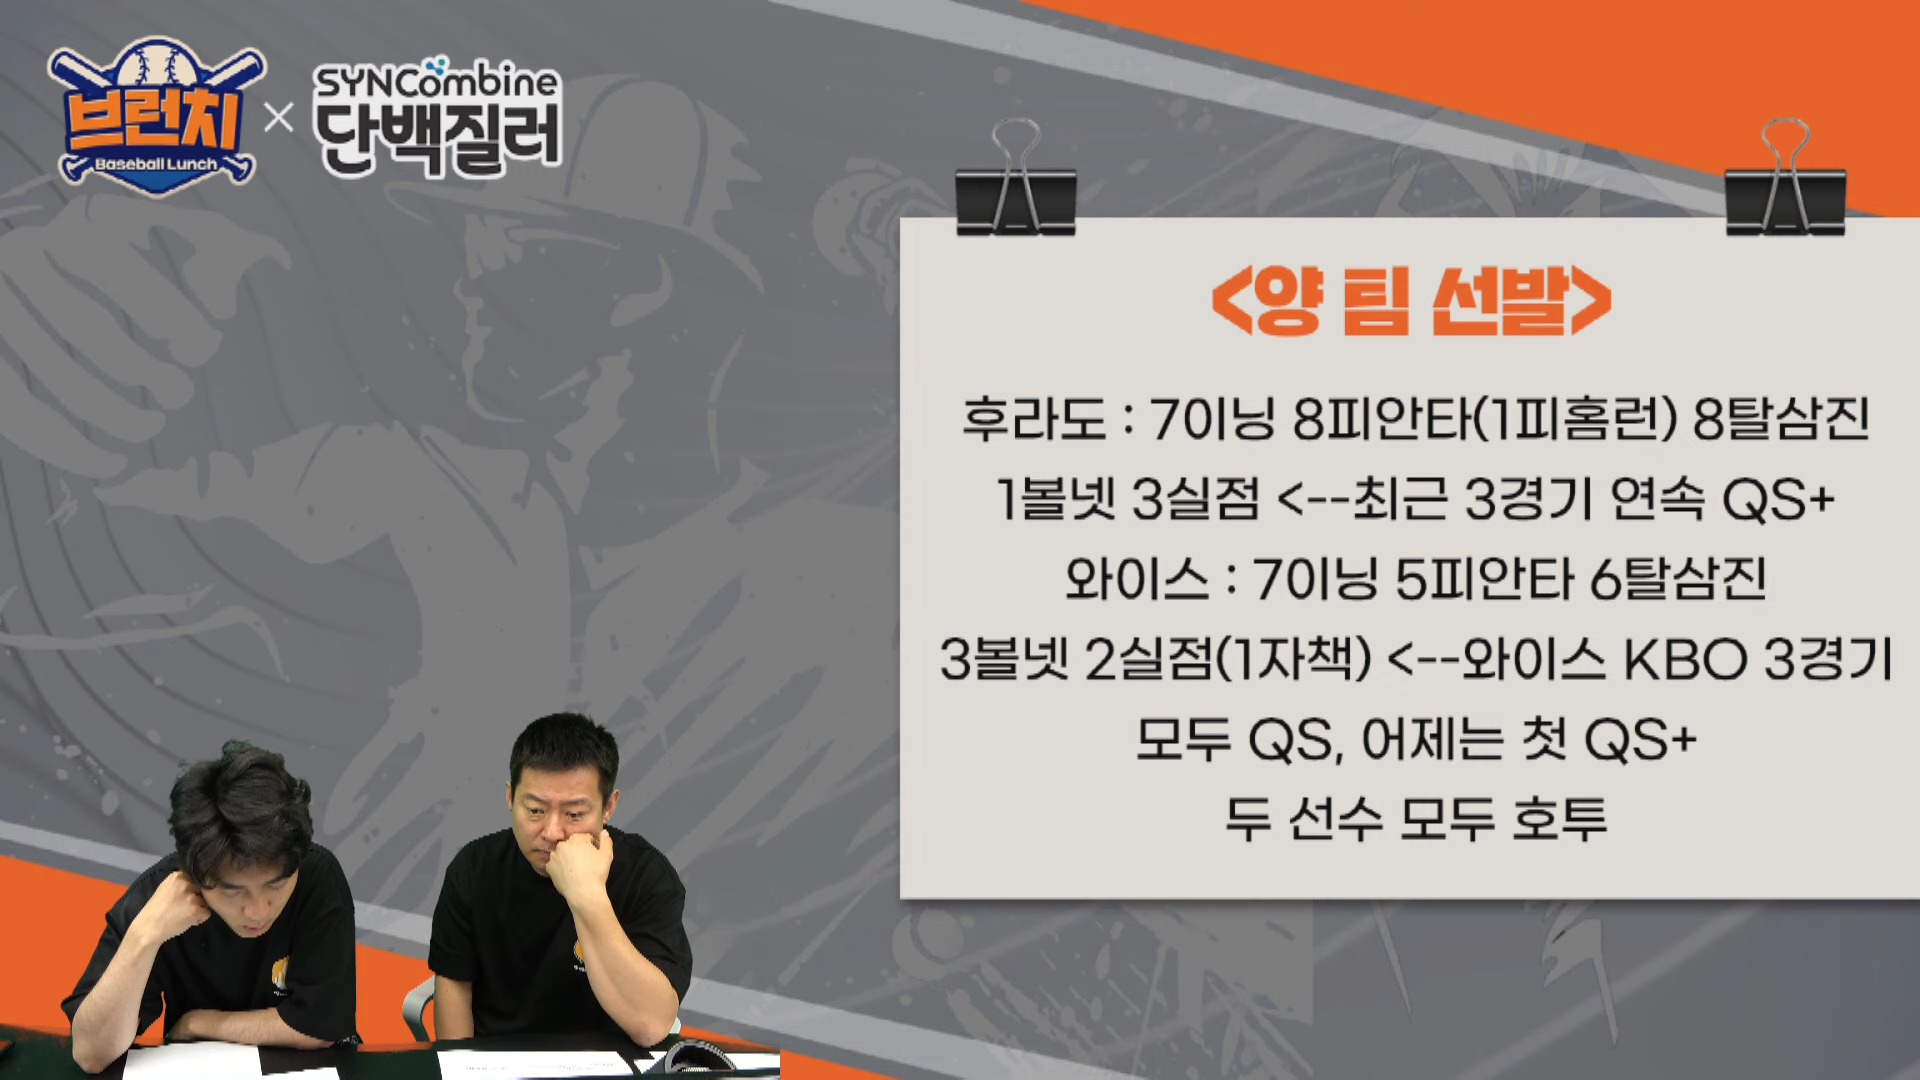 브런치
Baseball Lunch
×
SYNCombine
단백질러
<양 팀 선발>
후라도 : 7이닝 8피안타(1피홈런) 8탈삼진
1볼넷 3실점 <--최근 3경기 연속 QS+
와이스 : 7이닝 5피안타 6탈삼진
3볼넷 2실점(1자책) <--와이스 KBO 3경기
모두 QS, 어제는 첫 QS+
두 선수 모두 호투